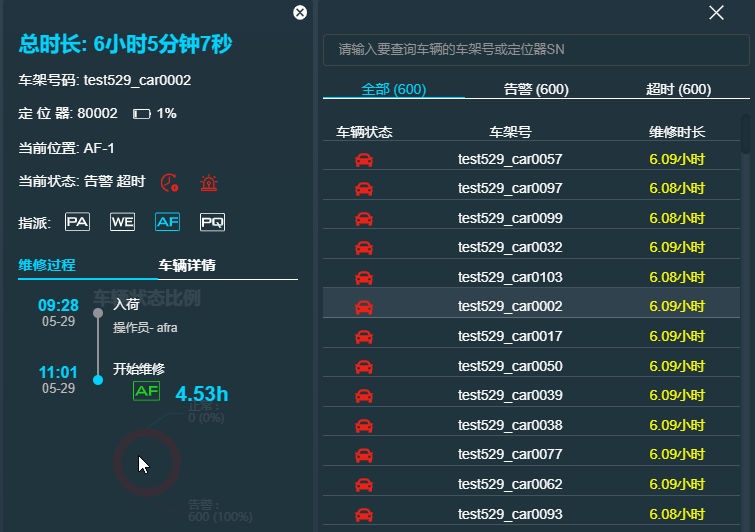 总时长: 6小时5分钟7秒
车架号码: test529_car0002
定 位 器: 80002 1%
当前位置: AF-1
当前状态: 告警 超时
指派: PA WE AF PQ
维修过程 车辆详情
车辆状态比例
09:28 入荷
05-29 操作员- afra
11:01 开始维修
05-29 AF 4.53h
正常 :
0 (0%)
告警 :
600 (100%)
请输入要查询车辆的车架号或定位器SN
全部 (600) 告警 (600) 超时 (600)
车辆状态 车架号 维修时长
test529_car0057 6.09小时
test529_car0097 6.08小时
test529_car0099 6.08小时
test529_car0032 6.09小时
test529_car0103 6.08小时
test529_car0002 6.09小时
test529_car0017 6.09小时
test529_car0050 6.09小时
test529_car0039 6.09小时
test529_car0038 6.09小时
test529_car0077 6.09小时
test529_car0062 6.09小时
test529_car0093 6.08小时